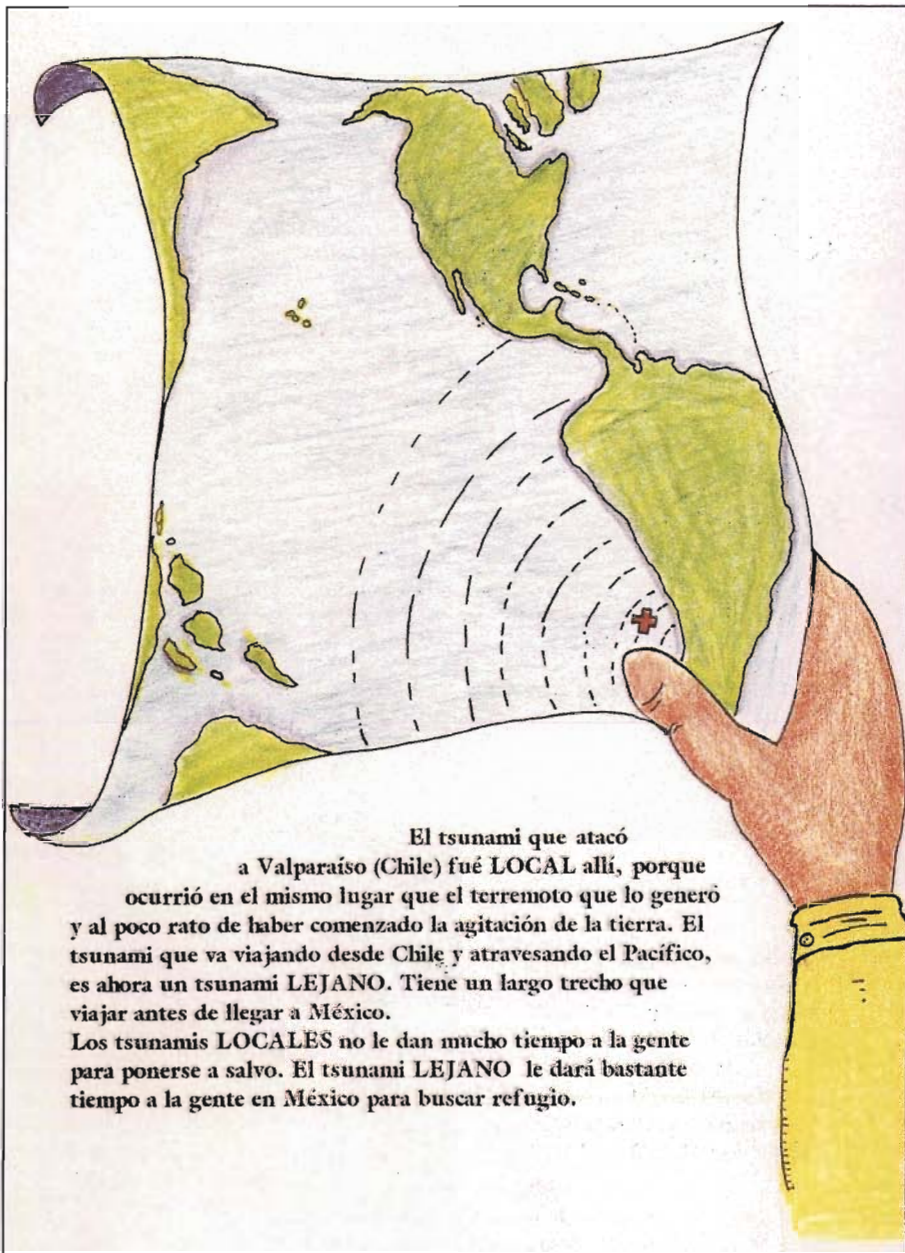 El tsunami que atacó
a Valparaíso (Chile) fué LOCAL allí, porque
ocurrió en el mismo lugar que el terremoto que lo generó
y al poco rato de haber comenzado la agitación de la tierra. El
tsunami que va viajando desde Chile y atravesando el Pacífico,
es ahora un tsunami LEJANO. Tiene un largo trecho que
viajar antes de llegar a México.
Los tsunamis LOCALES no le dan mucho tiempo a la gente
para ponerse a salvo. El tsunami LEJANO le dará bastante
tiempo a la gente en México para buscar refugio.